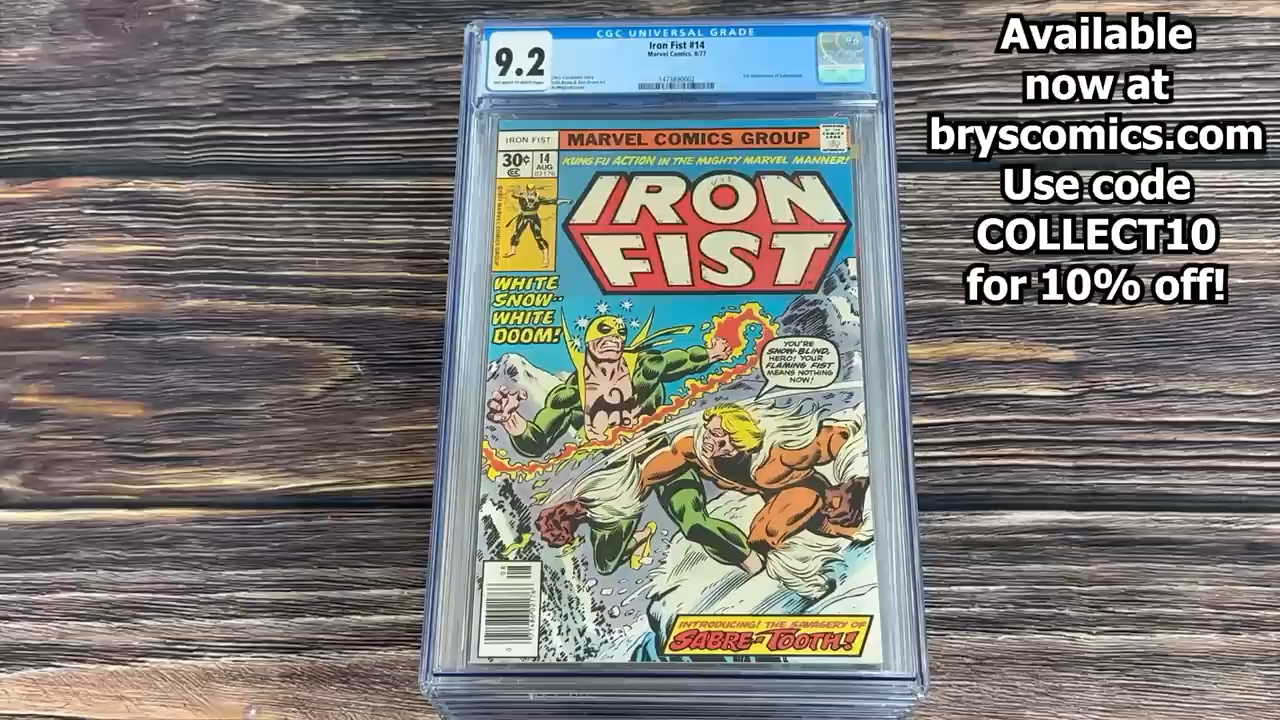 CGC UNIVERSAL GRADE
9.2
Iron Fist #14
Marvel Comics, 8/77
1473890002
Available
now at
bryscomics.com
Use code
COLLECT10
for 10% off!
IRON FIST
MARVEL COMICS GROUP
30¢
14
AUG
02176
KUNG FU ACTION IN THE MIGHTY MARVEL MANNER!
IRON
FIST
WHITE
SNOW--
WHITE
DOOM!
YOU'RE
SNOW-BLIND,
HERO! YOUR
FLAMING FIST
MEANS NOTHING
NOW!
INTRODUCING! THE SAVAGERY OF
SABRE-TOOTH!